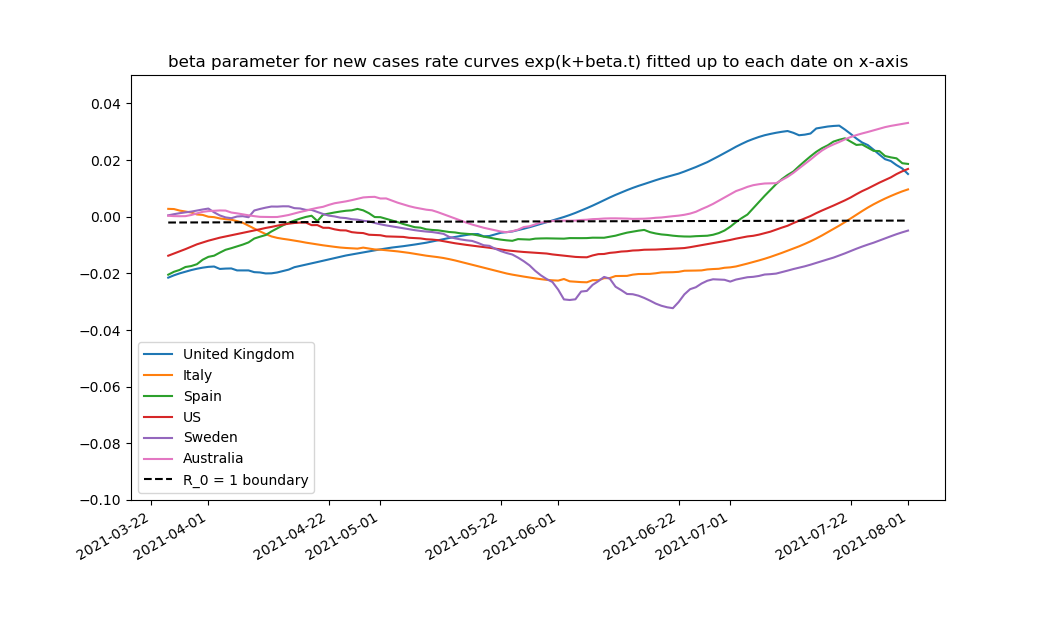 beta parameter for new cases rate curves exp(k+beta.t) fitted up to each date on x-axis
0.04
0.02
0.00
−0.02
−0.04
−0.06
−0.08
−0.10
United Kingdom
Italy
Spain
US
Sweden
Australia
R_0 = 1 boundary
2021-03-22
2021-04-01
2021-04-22
2021-05-01
2021-05-22
2021-06-01
2021-06-22
2021-07-01
2021-07-22
2021-08-01